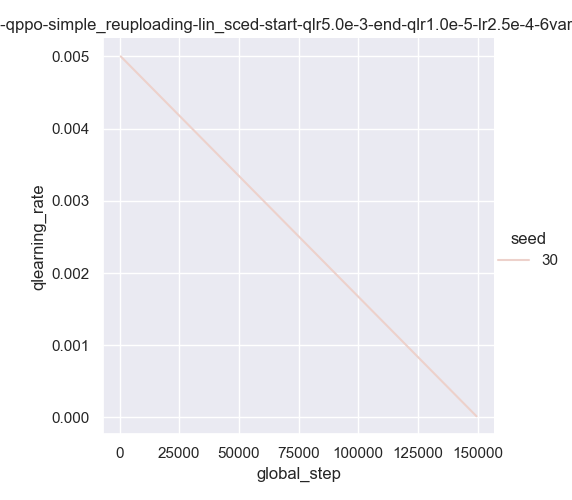 -qppo-simple_reuploading-lin_sced-start-qlr5.0e-3-end-qlr1.0e-5-lr2.5e-4-6var
0.005
0.004
0.003
0.002
0.001
0.000
qlearning_rate
0 25000 50000 75000 100000 125000 150000
global_step
seed
30